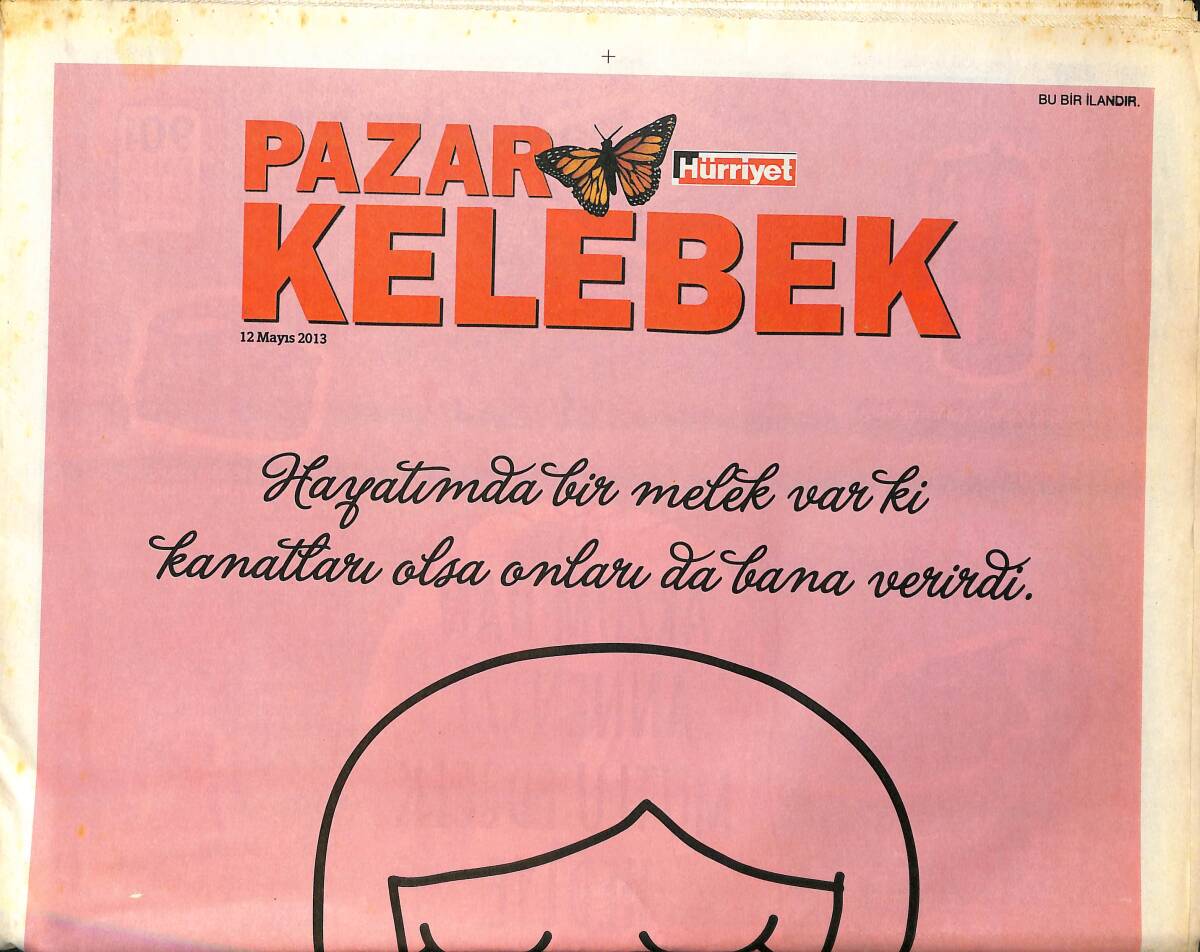 BU BİR İLANDIR.
PAZAR
Hürriyet
KELEBEK
12 Mayıs 2013
Hayatımda bir melek var ki
kanatları olsa onları da bana verirdi.